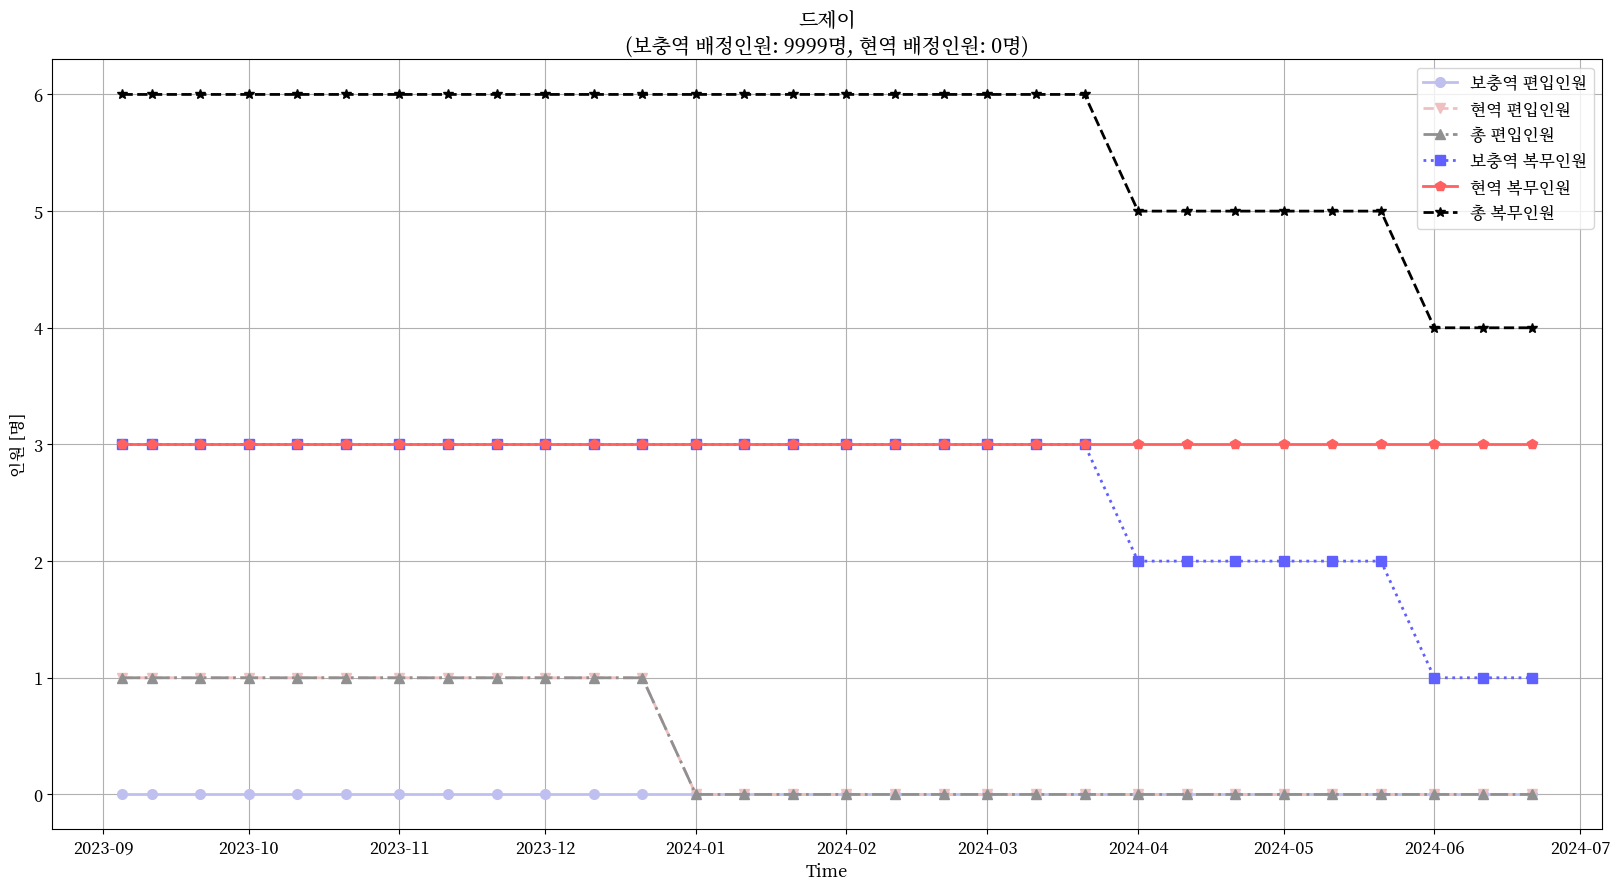 드제이
(보충역 배정인원: 9999명, 현역 배정인원: 0명)
보충역 편입인원
현역 편입인원
총 편입인원
보충역 복무인원
현역 복무인원
총 복무인원
인원 [명]
6
5
4
3
2
1
0
2023-09 2023-10 2023-11 2023-12 2024-01 2024-02 2024-03 2024-04 2024-05 2024-06 2024-07
Time